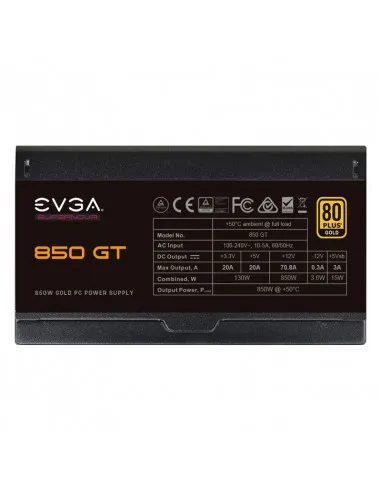 EVGA
SUPERNOVA
850 GT
850W GOLD PC POWER SUPPLY
+50°C ambient @ full load
Model No. 850 GT
AC Input 100-240V~, 10-5A, 60/50Hz
DC Output +3.3V +5V +12V -12V +5Vsb
Max Output, A 20A 20A 70.8A 0.3A 3A
Combined, W 130W 850W 3.6W 15W
Output Power, 850W @ +50°C
80
PLUS
GOLD